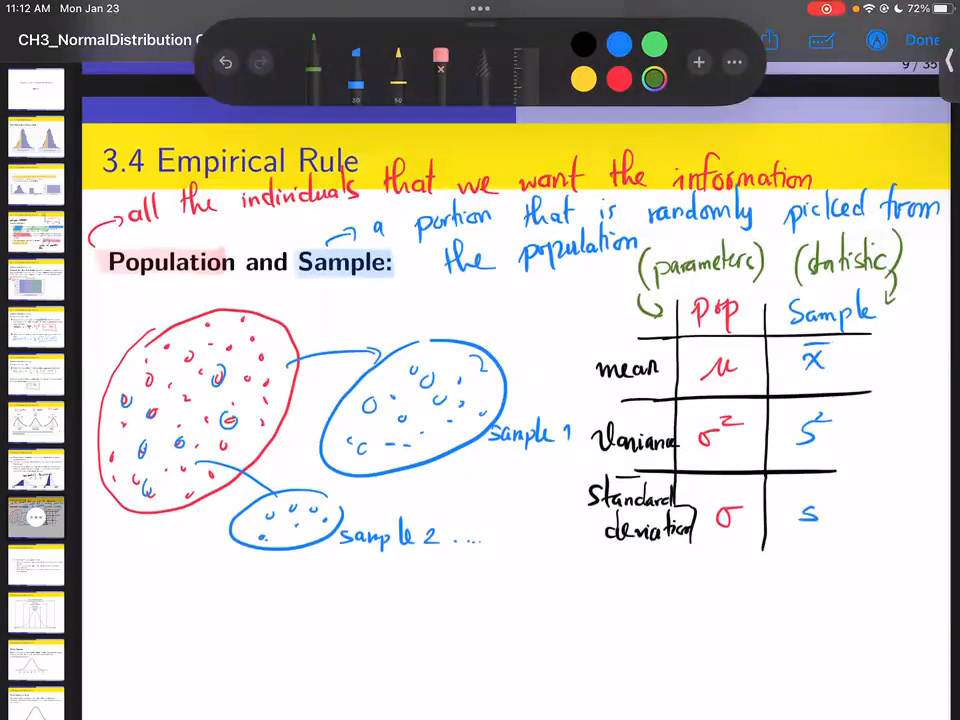 11:12 AM Mon Jan 23
72%
CH3_NormalDistribution
Done
9 / 35
3.4 Empirical Rule
all the individuals that we want the information
a portion that is randomly picked from
the population
Population and Sample:
(parameters) (statistic)
pop Sample
mean μ x̄
Variance σ² s²
Standard
deviation σ s
sample 1
sample 2 ....